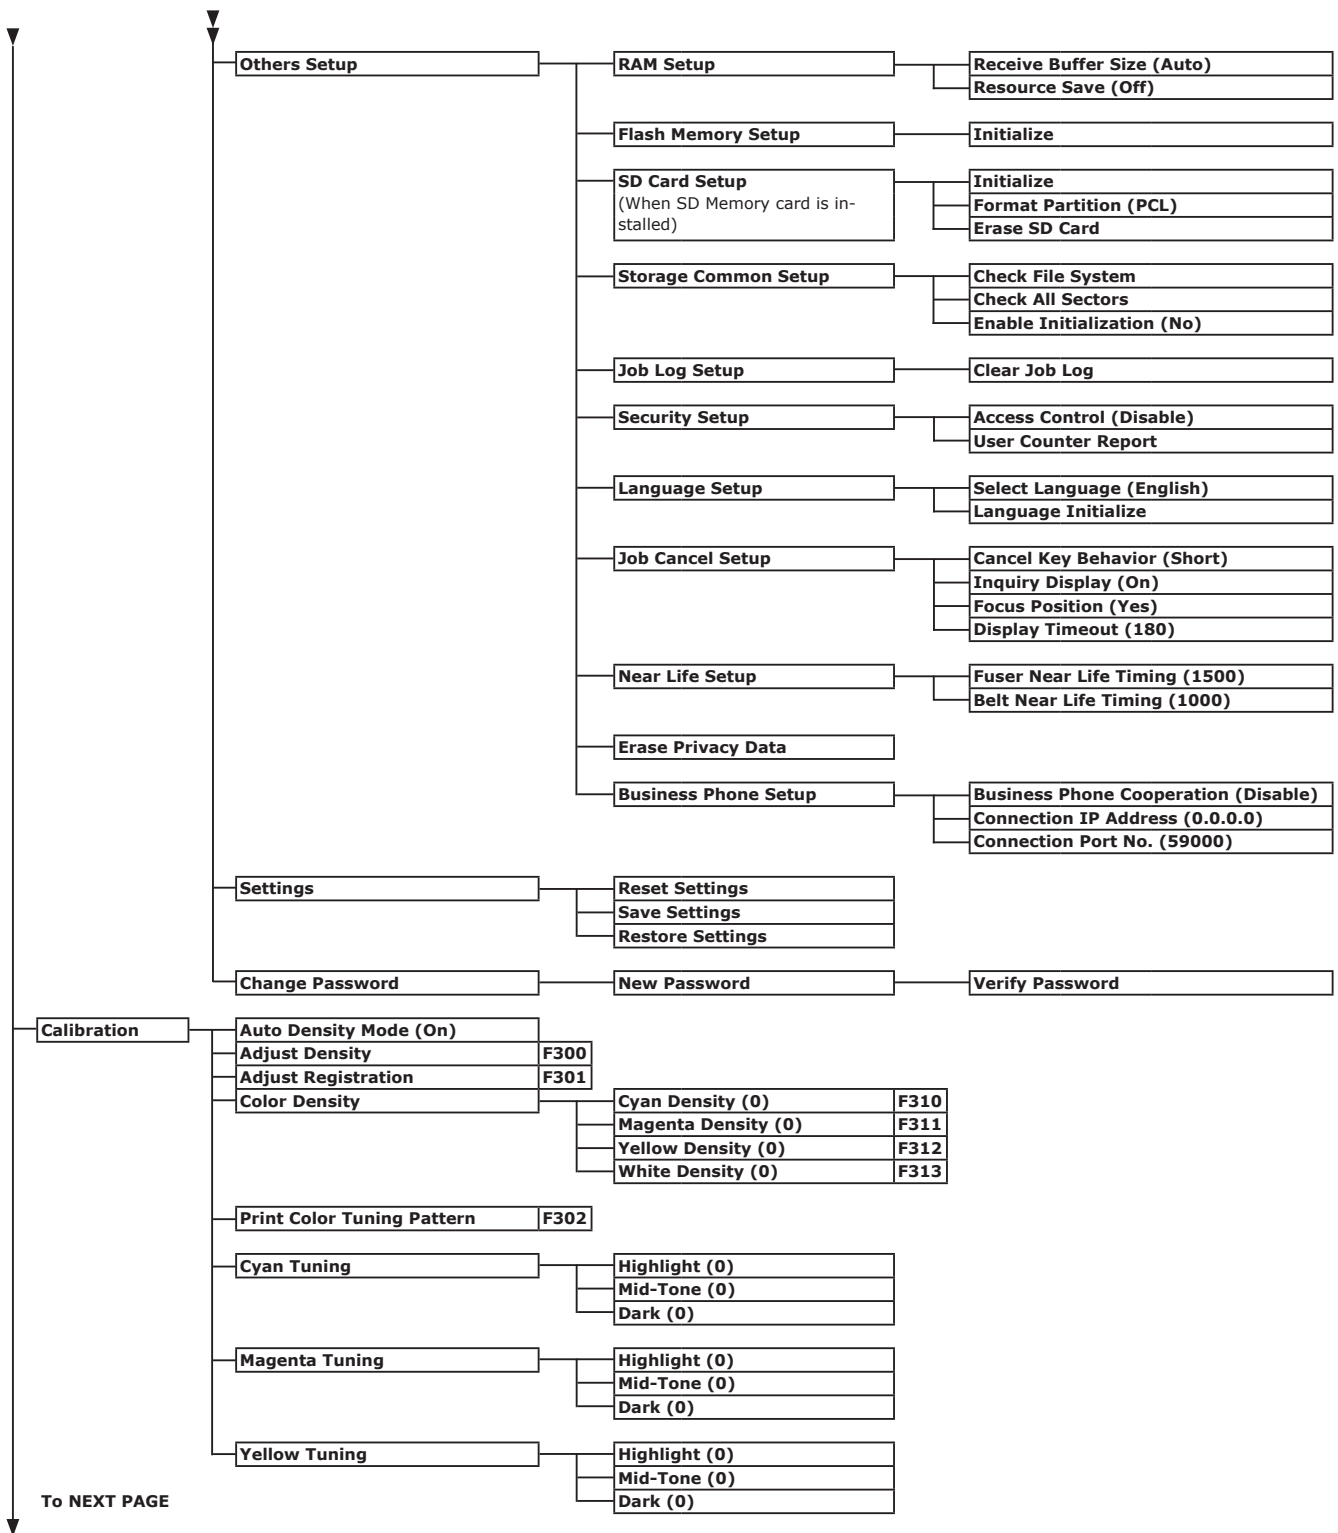 Others Setup
RAM Setup
Receive Buffer Size (Auto)
Resource Save (Off)
Flash Memory Setup
Initialize
SD Card Setup
(When SD Memory card is in-
stalled)
Initialize
Format Partition (PCL)
Erase SD Card
Storage Common Setup
Check File System
Check All Sectors
Enable Initialization (No)
Job Log Setup
Clear Job Log
Security Setup
Access Control (Disable)
User Counter Report
Language Setup
Select Language (English)
Language Initialize
Job Cancel Setup
Cancel Key Behavior (Short)
Inquiry Display (On)
Focus Position (Yes)
Display Timeout (180)
Near Life Setup
Fuser Near Life Timing (1500)
Belt Near Life Timing (1000)
Erase Privacy Data
Business Phone Setup
Business Phone Cooperation (Disable)
Connection IP Address (0.0.0.0)
Connection Port No. (59000)
Settings
Reset Settings
Save Settings
Restore Settings
Change Password
New Password
Verify Password
Calibration
Auto Density Mode (On)
Adjust Density F300
Adjust Registration F301
Color Density
Cyan Density (0) F310
Magenta Density (0) F311
Yellow Density (0) F312
White Density (0) F313
Print Color Tuning Pattern F302
Cyan Tuning
Highlight (0)
Mid-Tone (0)
Dark (0)
Magenta Tuning
Highlight (0)
Mid-Tone (0)
Dark (0)
Yellow Tuning
Highlight (0)
Mid-Tone (0)
Dark (0)
To NEXT PAGE